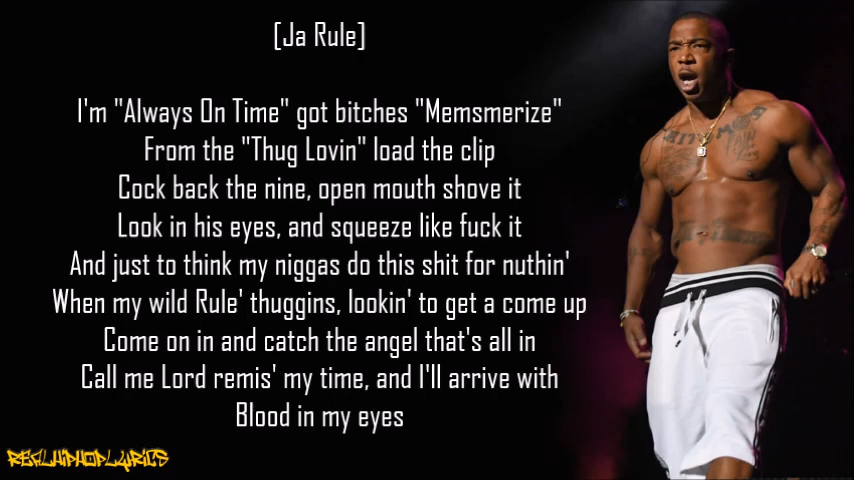 [Ja Rule]
I'm "Always On Time" got bitches "Memsmerize"
From the "Thug Lovin" load the clip
Cock back the nine, open mouth shove it
Look in his eyes, and squeeze like fuck it
And just to think my niggas do this shit for nuthin'
When my wild Rule' thuggins, lookin' to get a come up
Come on in and catch the angel that's all in
Call me Lord remis' my time, and I'll arrive with
Blood in my eyes
REALHIPHOPLYRICS